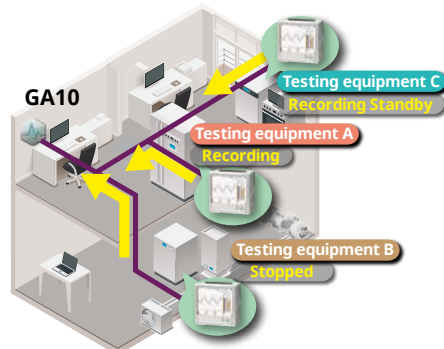 GA10
Testing equipment C
Recording Standby
Testing equipment A
Recording
Testing equipment B
Stopped